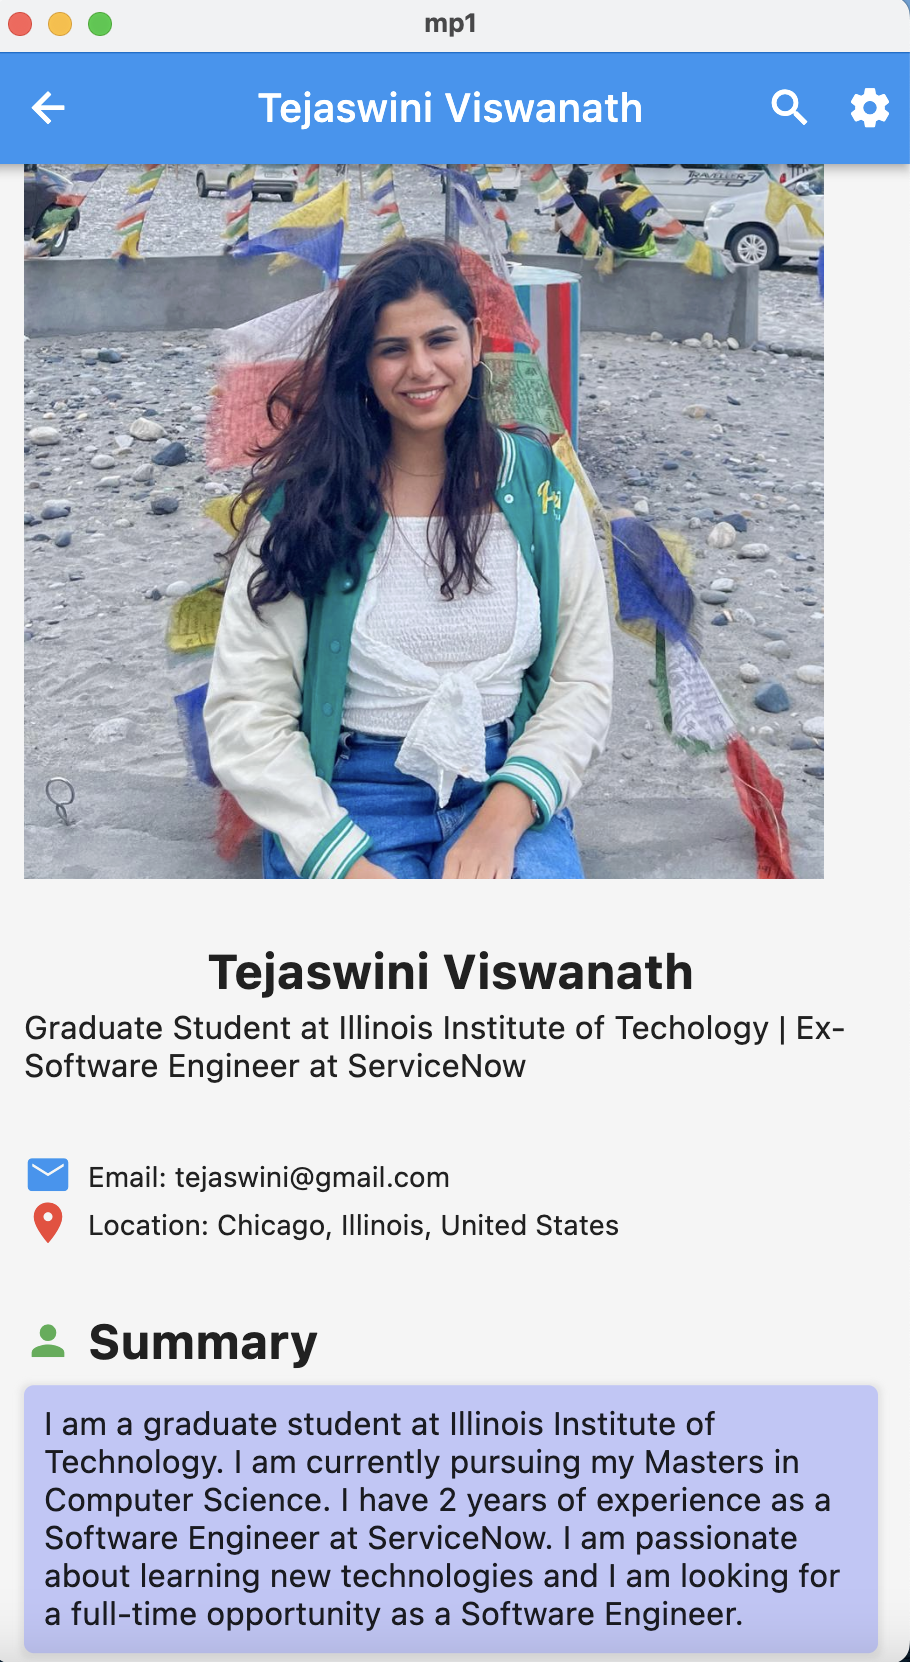 mp1
Tejaswini Viswanath
TRAVELLER
Tejaswini Viswanath
Graduate Student at Illinois Institute of Techology | Ex-
Software Engineer at ServiceNow
Email: tejaswini@gmail.com
Location: Chicago, Illinois, United States
Summary
I am a graduate student at Illinois Institute of
Technology. I am currently pursuing my Masters in
Computer Science. I have 2 years of experience as a
Software Engineer at ServiceNow. I am passionate
about learning new technologies and I am looking for
a full-time opportunity as a Software Engineer.